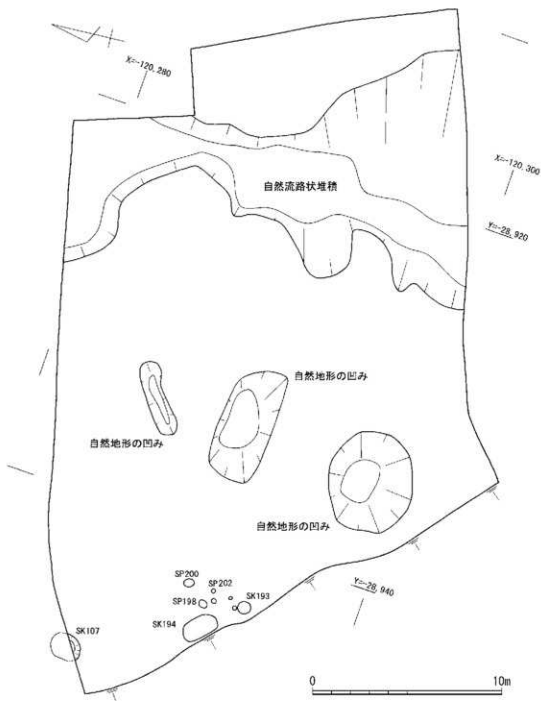 X=-120,280
X=-120,300
自然流路状堆積
Y=-28,920
自然地形の凹み
自然地形の凹み
自然地形の凹み
SP200
SP202
Y=-28,940
SP198
SK193
SK194
SK107
0
10m